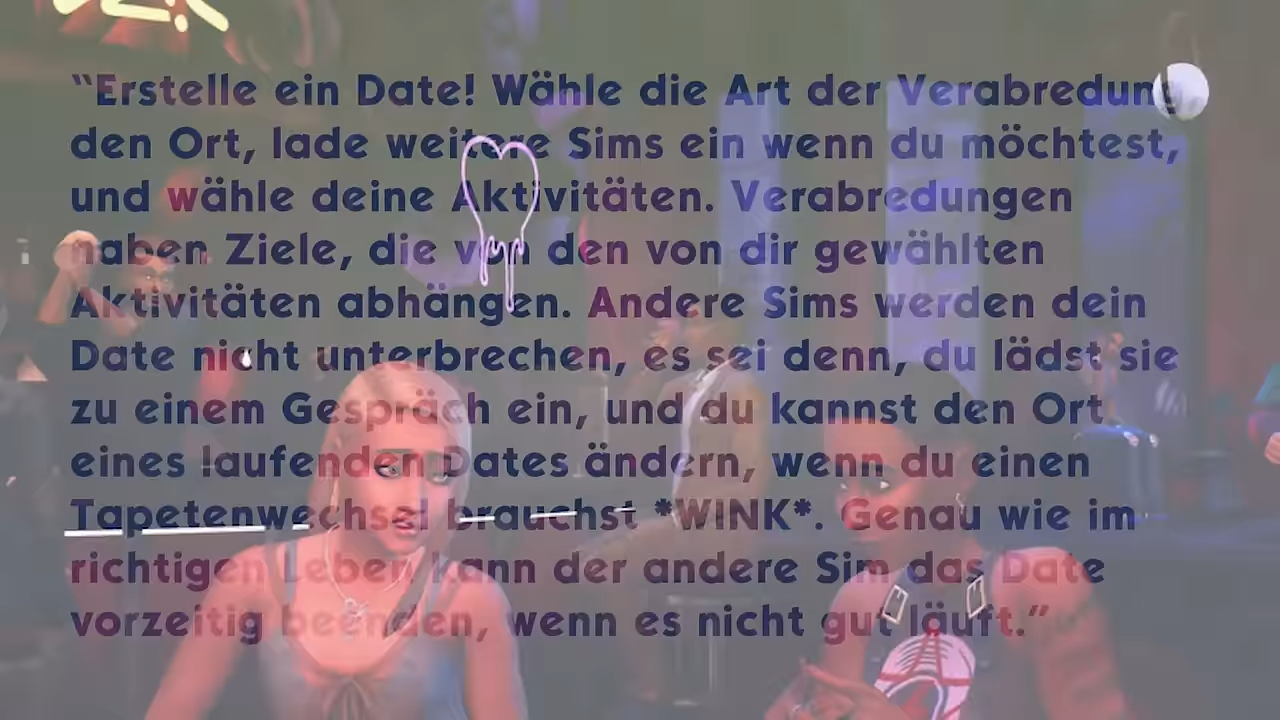 “Erstelle ein Date! Wähle die Art der Verabredung
den Ort, lade weitere Sims ein wenn du möchtest,
und wähle deine Aktivitäten. Verabredungen
haben Ziele, die von den von dir gewählten
Aktivitäten abhängen. Andere Sims werden dein
Date nicht unterbrechen, es sei denn, du lädst sie
zu einem Gespräch ein, und du kannst den Ort
eines laufenden Dates ändern, wenn du einen
Tapetenwechsel brauchst *WINK*. Genau wie im
richtigen Leben kann der andere Sim das Date
vorzeitig beenden, wenn es nicht gut läuft.”